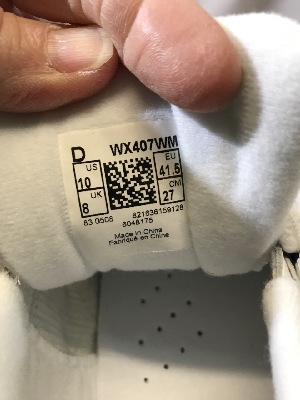 D WX407WM
US EU
10 41.5
UK CM
8 27
63 0508 821836159128
6048175
Made in China
Fabriqué en Chine